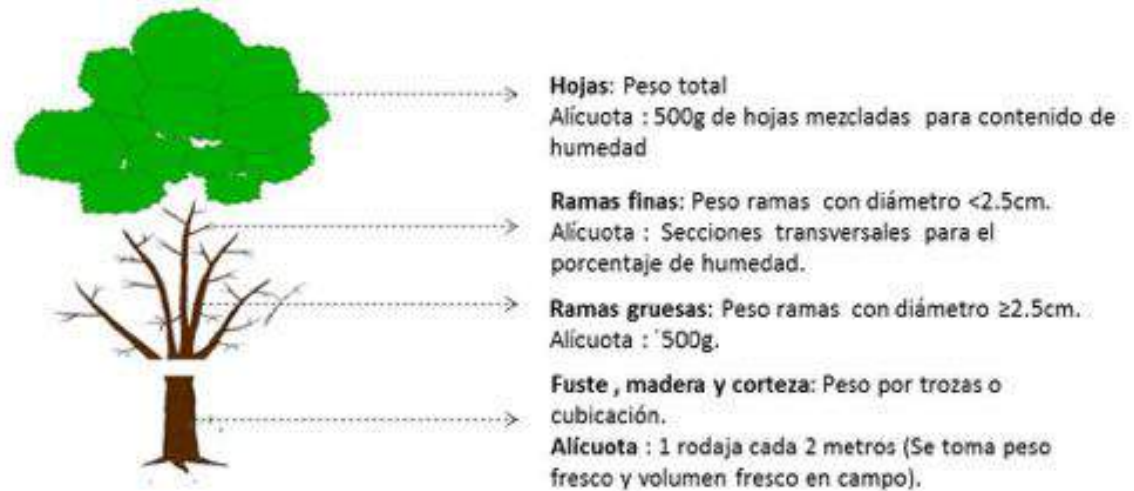 Hojas: Peso total
Alícuota : 500g de hojas mezcladas para contenido de
humedad
Ramas finas: Peso ramas con diámetro <2.5cm.
Alícuota : Secciones transversales para el
porcentaje de humedad.
Ramas gruesas: Peso ramas con diámetro ≥2.5cm.
Alícuota : ´500g.
Fuste , madera y corteza: Peso por trozas o
cubicación.
Alícuota : 1 rodaja cada 2 metros (Se toma peso
fresco y volumen fresco en campo).